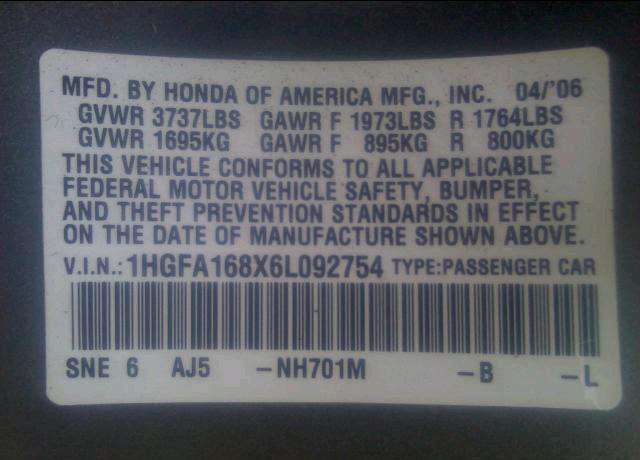 MFD. BY HONDA OF AMERICA MFG., INC. 04/'06
GVWR 3737LBS GAWR F 1973LBS R 1764LBS
GVWR 1695KG GAWR F 895KG R 800KG
THIS VEHICLE CONFORMS TO ALL APPLICABLE
FEDERAL MOTOR VEHICLE SAFETY, BUMPER,
AND THEFT PREVENTION STANDARDS IN EFFECT
ON THE DATE OF MANUFACTURE SHOWN ABOVE.
V.I.N.: 1HGFA168X6L092754 TYPE:PASSENGER CAR
SNE 6 AJ5 -NH701M -B -L